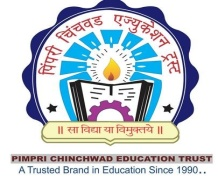 पिंपरी चिंचवड एज्युकेशन ट्रस्ट
॥ सा विद्या या विमुक्तये ॥
PIMPRI CHINCHWAD EDUCATION TRUST
A Trusted Brand in Education Since 1990..